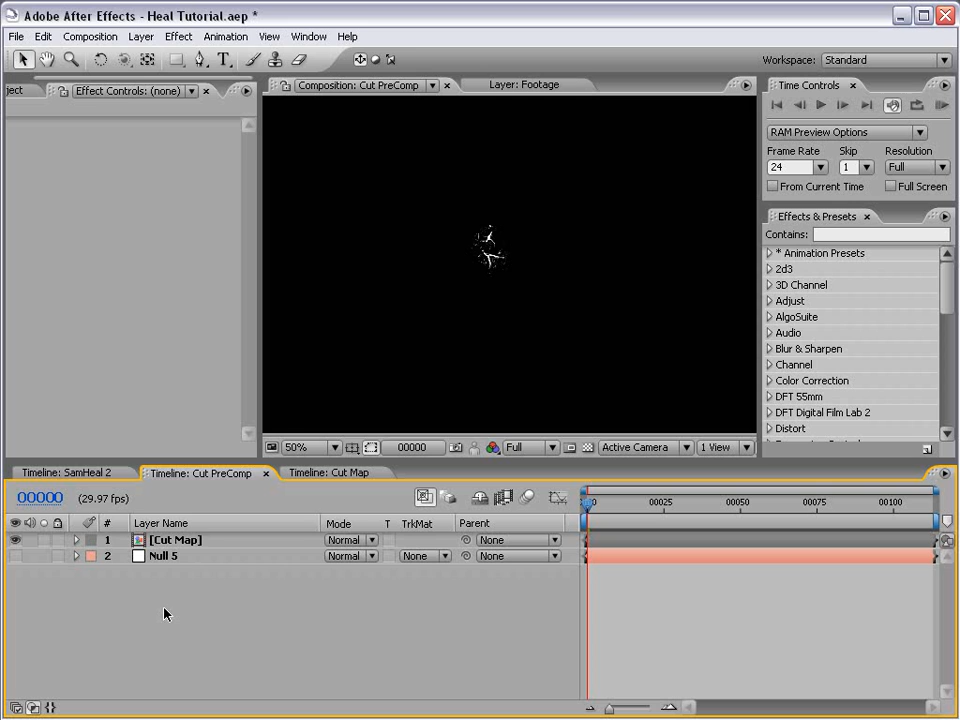 Adobe After Effects - Heal Tutorial.aep *
File Edit Composition Layer Effect Animation View Window Help
Workspace: Standard
ject Effect Controls: (none) Composition: Cut PreComp Layer: Footage Time Controls
RAM Preview Options
Frame Rate Skip Resolution
24 1 Full
From Current Time Full Screen
Effects & Presets
Contains:
* Animation Presets
2d3
3D Channel
Adjust
AlgoSuite
Audio
Blur & Sharpen
Channel
Color Correction
DFT 55mm
DFT Digital Film Lab 2
Distort
50% 00000 Full Active Camera 1 View
Timeline: SamHeal 2 Timeline: Cut PreComp Timeline: Cut Map
00000 (29.97 fps) 00025 00050 00075 00100
# Layer Name Mode T TrkMat Parent
1 [Cut Map] Normal None
2 Null 5 Normal None None